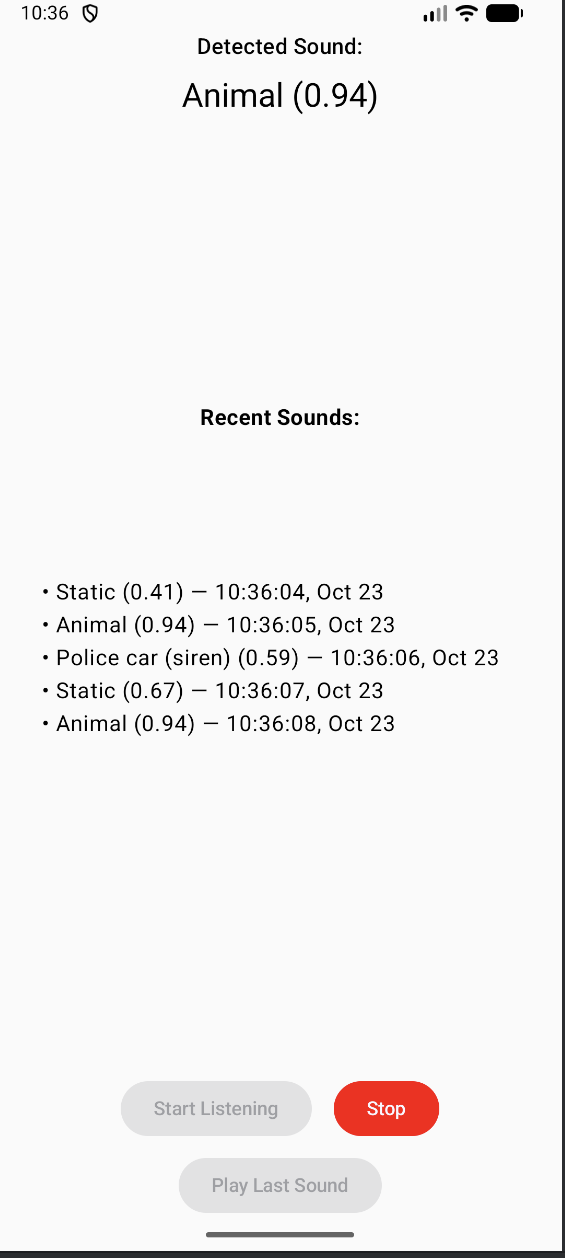 10:36
Detected Sound:
Animal (0.94)
Recent Sounds:
• Static (0.41) — 10:36:04, Oct 23
• Animal (0.94) — 10:36:05, Oct 23
• Police car (siren) (0.59) — 10:36:06, Oct 23
• Static (0.67) — 10:36:07, Oct 23
• Animal (0.94) — 10:36:08, Oct 23
Start Listening
Stop
Play Last Sound